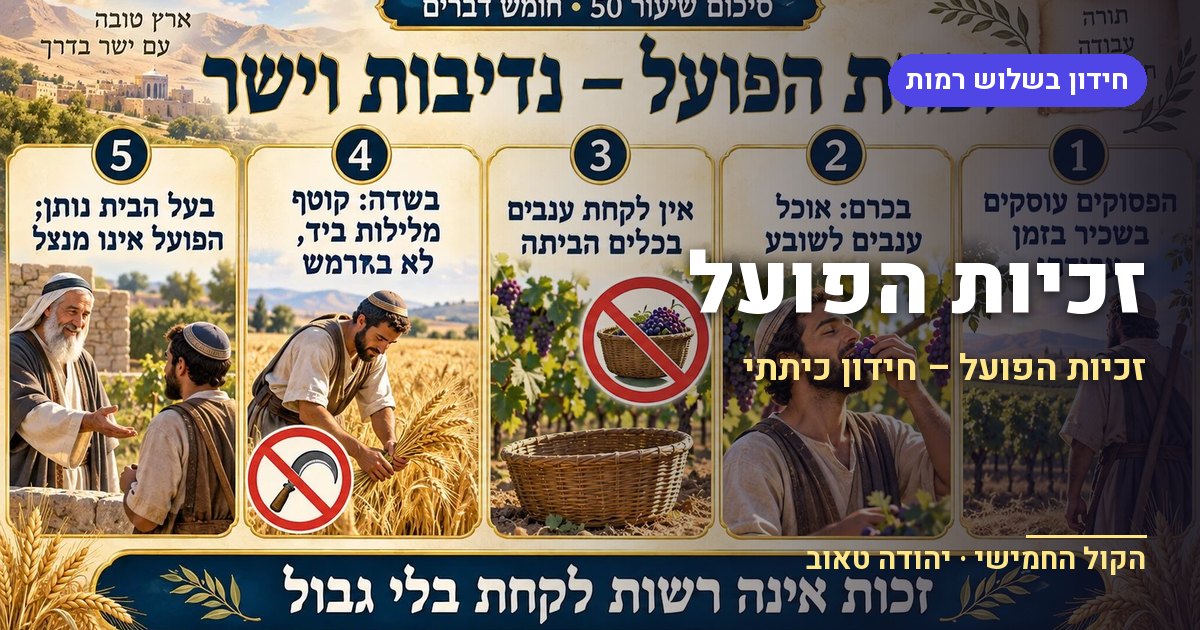 סיכום שיעור 50 • חומש דברים
ארץ טובה
עם ישר בדרך
תורה
עבודה
הפועל – נדיבות וישר
חידון בשלוש רמות
1
הפסוקים עוסקים
בשכיר בזמן
2
בכרם: אוכל
ענבים לשובע
3
אין לקחת ענבים
בכלים הביתה
4
בשדה: קוטף
מלילות ביד,
לא
5
בעל הבית נותן;
הפועל אינו מנצל
זכויות הפועל
זכיות הפועל – חידון כיתתי
הקול החמישי · יהודה טאוב
זכות אינה רשות לקחת בלי גבול